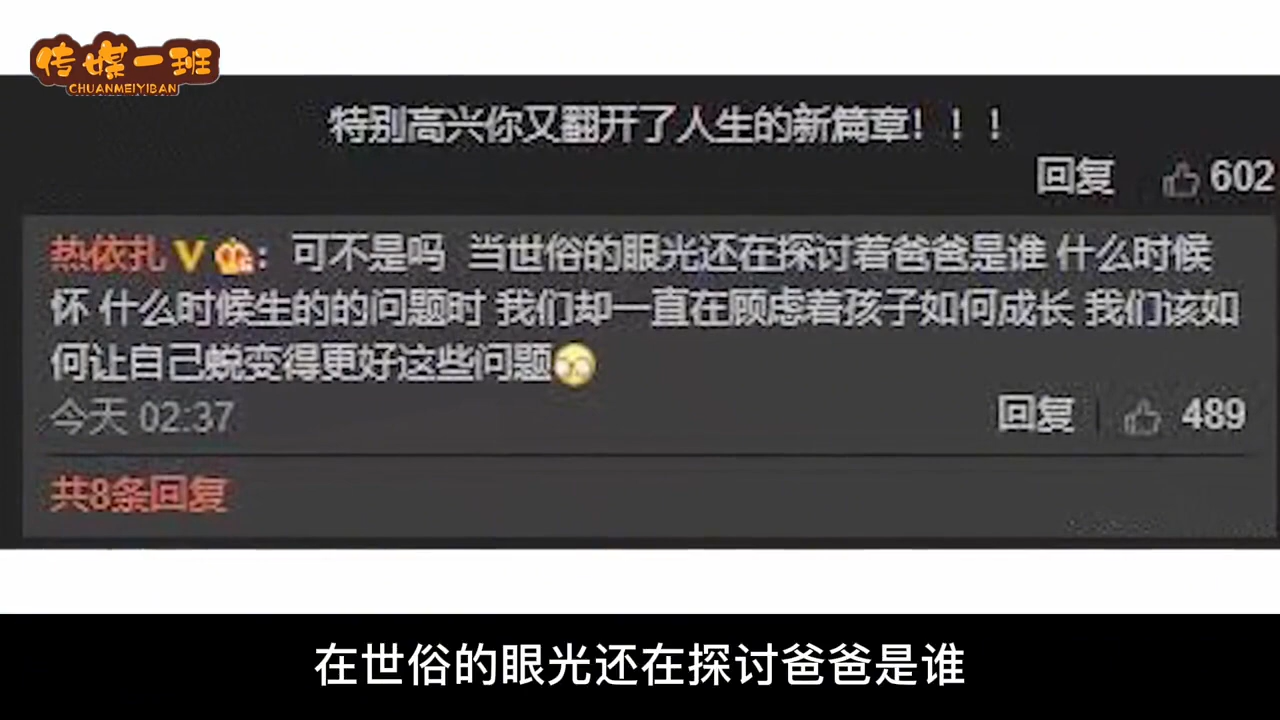 传媒一班
CHUANMEIYIBAN
特别高兴你又翻开了人生的新篇章！！！
回复 602
热依扎 V ： 可不是吗 当世俗的眼光还在探讨着爸爸是谁 什么时候
怀 什么时候生的的问题时 我们却一直在顾虑着孩子如何成长 我们该如
何让自己蜕变得更好这些问题
今天 02:37
回复 489
共8条回复
在世俗的眼光还在探讨爸爸是谁